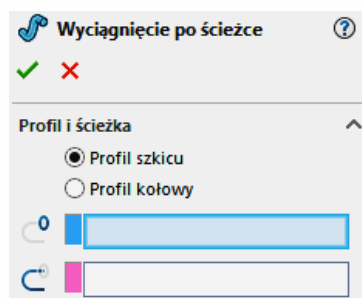 Wyciągnięcie po ścieżce
Profil i ścieżka
Profil szkicu
Profil kołowy